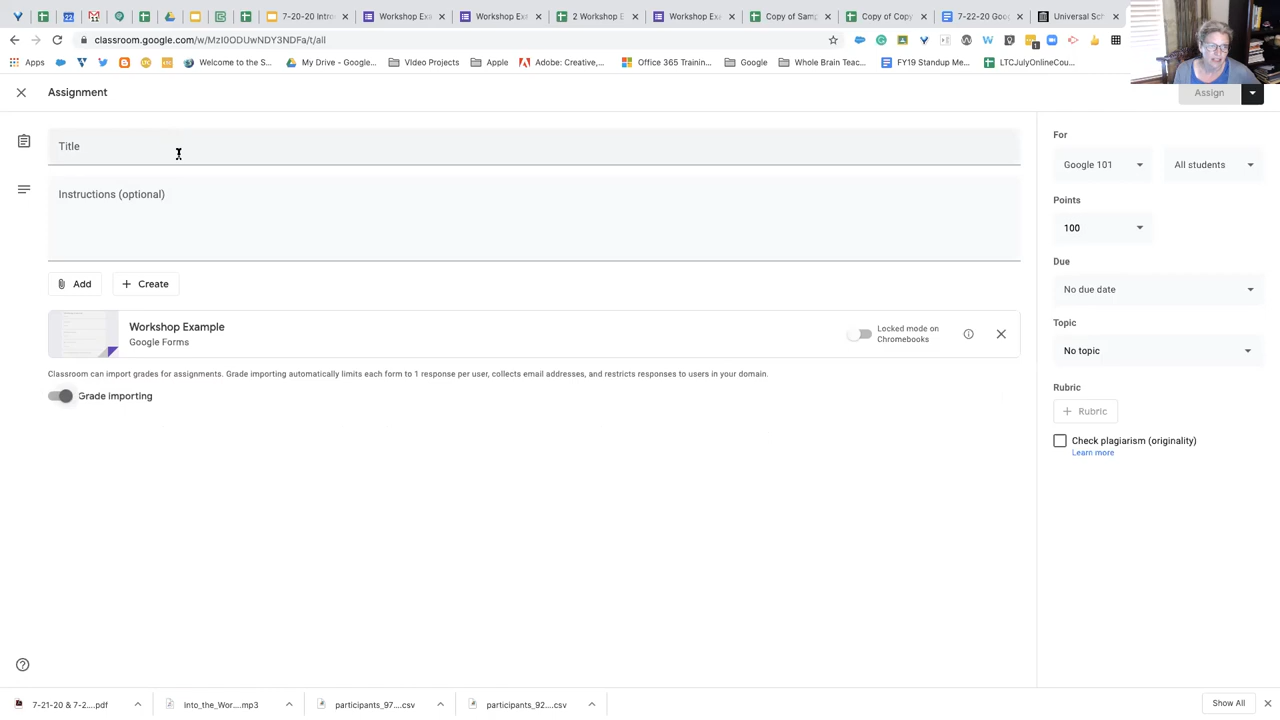 7-20-20 Intro
Workshop Exa
Workshop Exa
2 Workshop E
Workshop Exa
Copy of Samp
Copy of Copy
7-22-20 Goog
Universal Sch
classroom.google.com/w/MzI0ODUwNDY3NDFa/t/all
Apps
Welcome to the S...
My Drive - Google...
Video Projects
Apple
Adobe: Creative,...
Office 365 Trainin...
Google
Whole Brain Teac...
FY19 Standup Me...
LTCJulyOnlineCou...
Assignment
Assign
Title
Instructions (optional)
Add
Create
Workshop Example
Google Forms
Locked mode on
Chromebooks
Classroom can import grades for assignments. Grade importing automatically limits each form to 1 response per user, collects email addresses, and restricts responses to users in your domain.
Grade importing
For
Google 101
All students
Points
100
Due
No due date
Topic
No topic
Rubric
Rubric
Check plagiarism (originality)
Learn more
7-21-20 & 7-2....pdf
Into_the_Wor....mp3
participants_97....csv
participants_92....csv
Show All